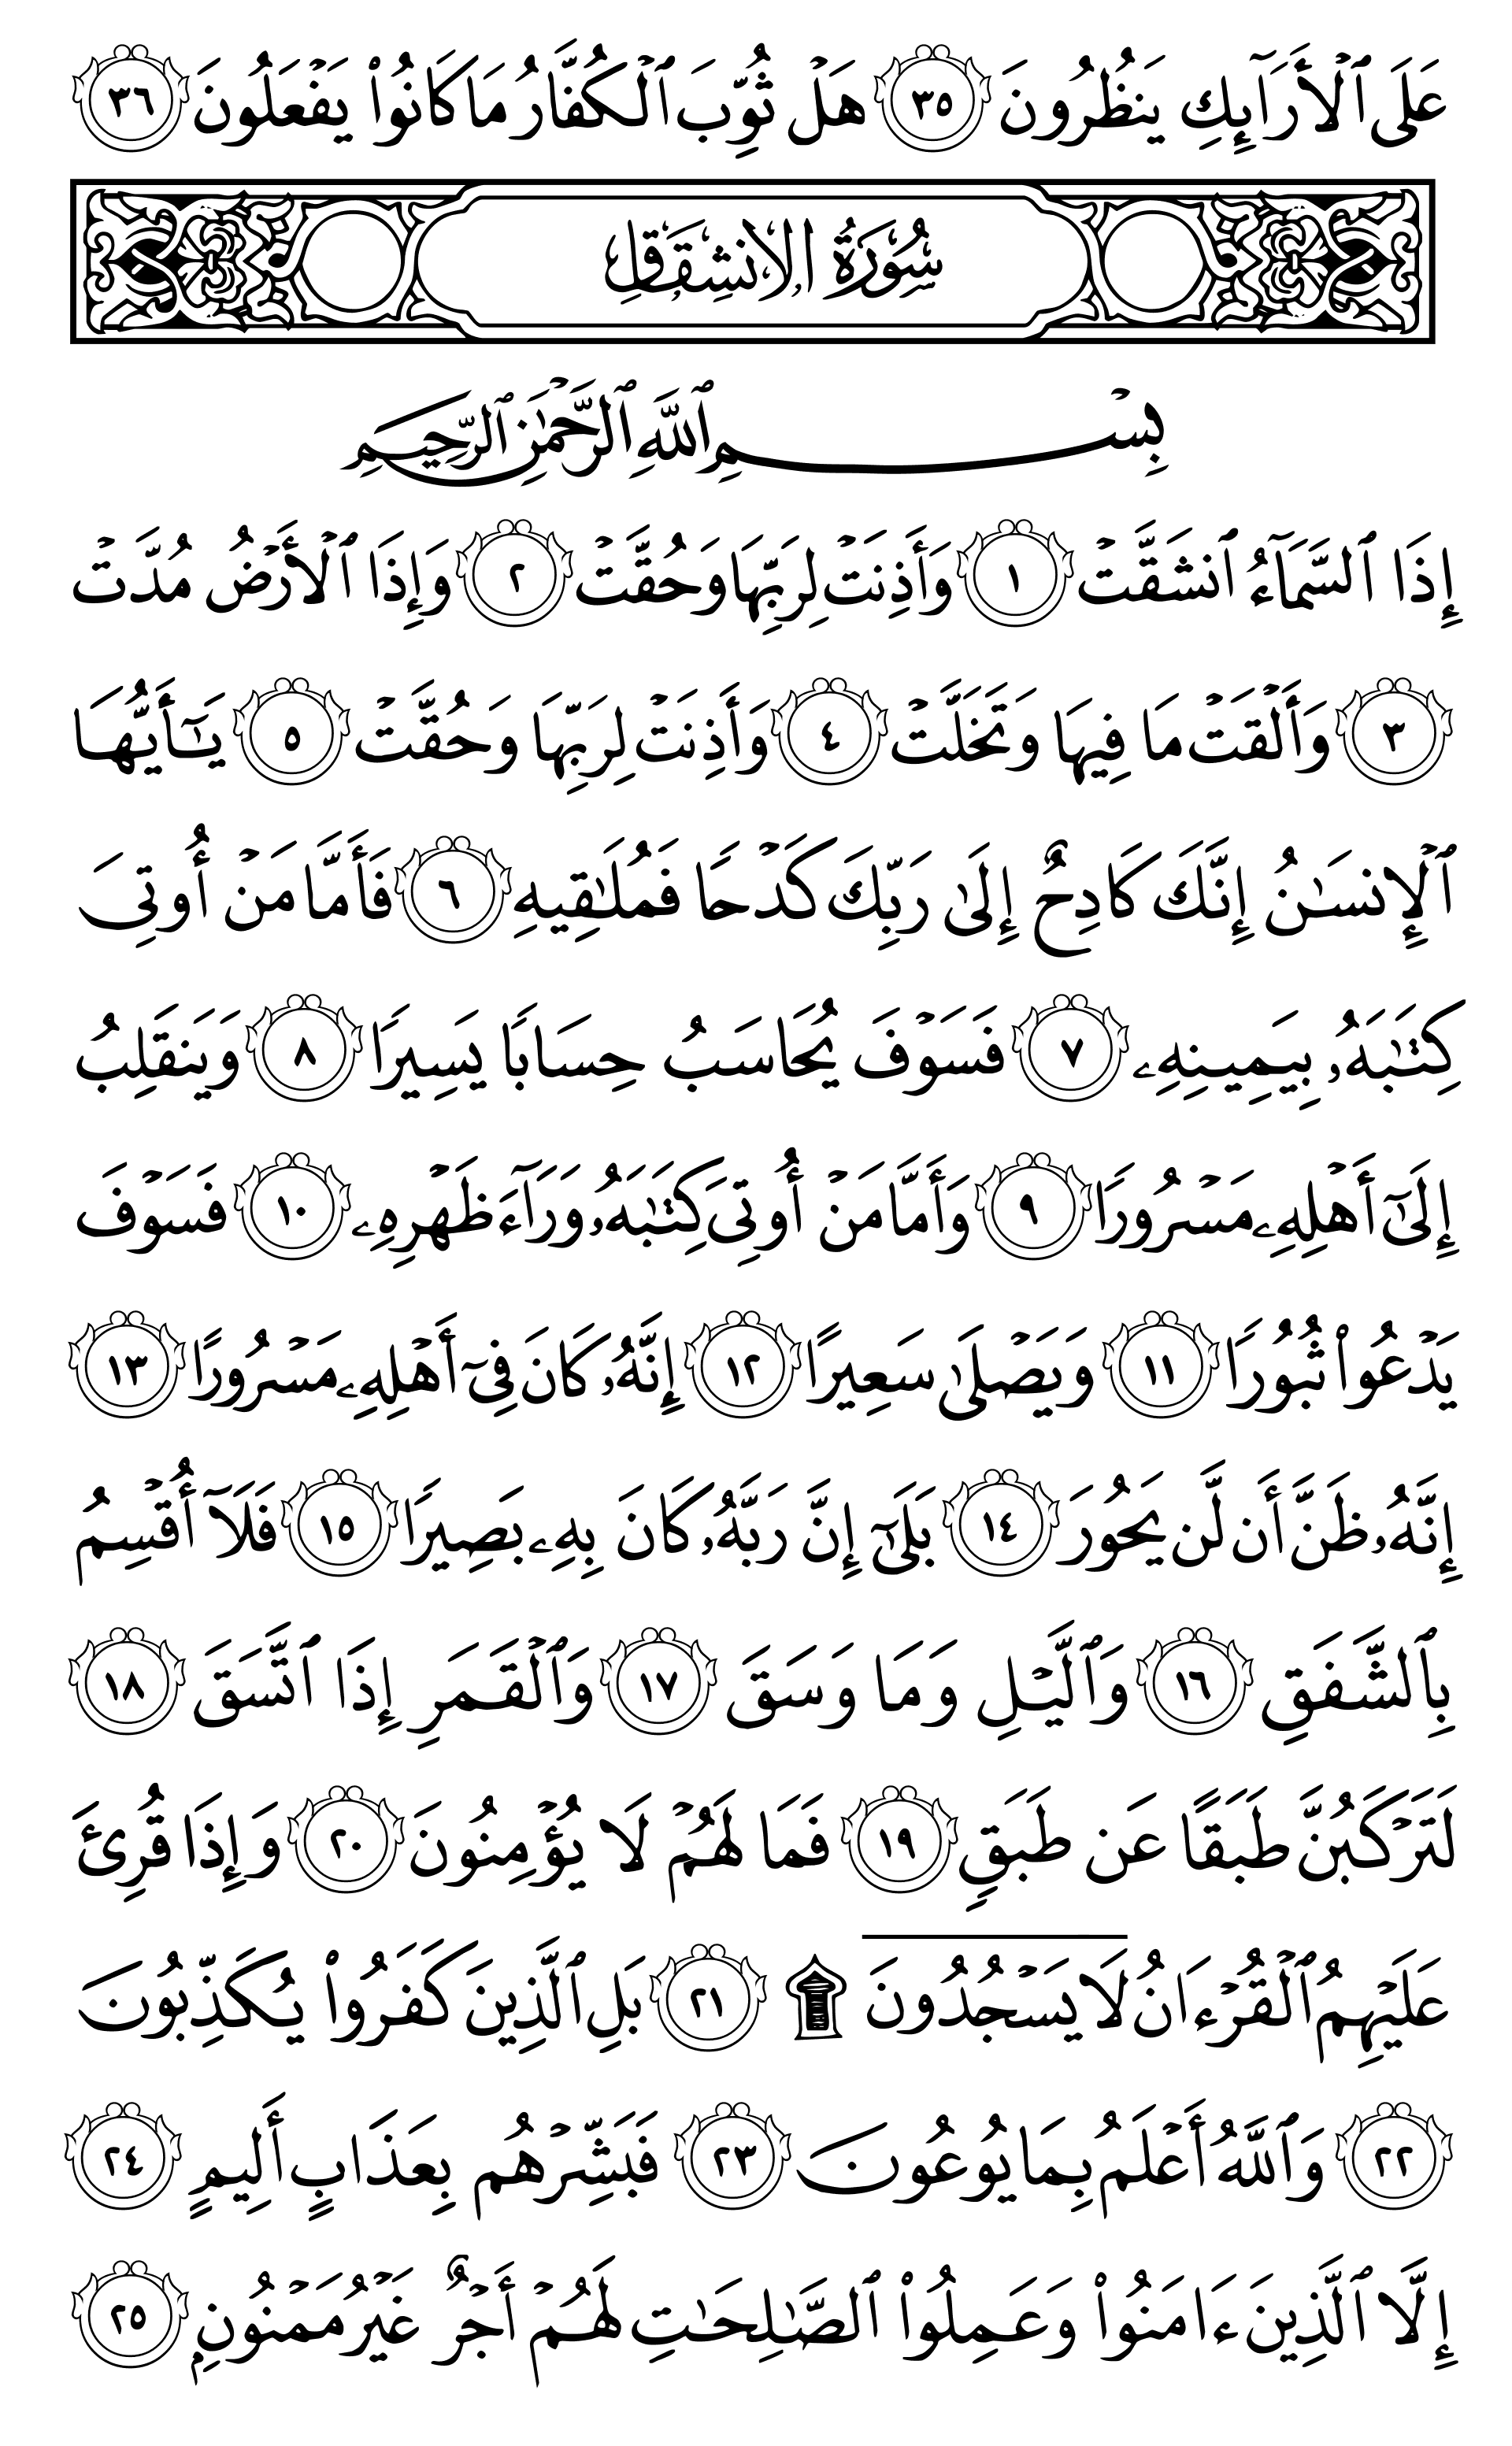 عَلَى ٱلْأَرَآئِكِ يَنظُرُونَ ٣٥ هَلْ ثُوِّبَ ٱلْكُفَّارُ مَا كَانُوا۟ يَفْعَلُونَ ٣٦
سُورَةُ الِانشِقَاقِ
بِسْمِ ٱللَّهِ ٱلرَّحْمَٰنِ ٱلرَّحِيمِ
إِذَا ٱلسَّمَآءُ ٱنشَقَّتْ ١ وَأَذِنَتْ لِرَبِّهَا وَحُقَّتْ ٢ وَإِذَا ٱلْأَرْضُ مُدَّتْ
٣ وَأَلْقَتْ مَا فِيهَا وَتَخَلَّتْ ٤ وَأَذِنَتْ لِرَبِّهَا وَحُقَّتْ ٥ يَٰٓأَيُّهَا
ٱلْإِنسَٰنُ إِنَّكَ كَادِحٌ إِلَىٰ رَبِّكَ كَدْحًا فَمُلَٰقِيهِ ٦ فَأَمَّا مَنْ أُوتِىَ
كِتَٰبَهُۥ بِيَمِينِهِۦ ٧ فَسَوْفَ يُحَاسَبُ حِسَابًا يَسِيرًا ٨ وَيَنقَلِبُ
إِلَىٰٓ أَهْلِهِۦ مَسْرُورًا ٩ وَأَمَّا مَنْ أُوتِىَ كِتَٰبَهُۥ وَرَآءَ ظَهْرِهِۦ ١٠ فَسَوْفَ
يَدْعُوا۟ ثُبُورًا ١١ وَيَصْلَىٰ سَعِيرًا ١٢ إِنَّهُۥ كَانَ فِىٓ أَهْلِهِۦ مَسْرُورًا ١٣
إِنَّهُۥ ظَنَّ أَن لَّن يَحُورَ ١٤ بَلَىٰٓ إِنَّ رَبَّهُۥ كَانَ بِهِۦ بَصِيرًا ١٥ فَلَآ أُقْسِمُ
بِٱلشَّفَقِ ١٦ وَٱلَّيْلِ وَمَا وَسَقَ ١٧ وَٱلْقَمَرِ إِذَا ٱتَّسَقَ ١٨
لَتَرْكَبُنَّ طَبَقًا عَن طَبَقٍ ١٩ فَمَا لَهُمْ لَا يُؤْمِنُونَ ٢٠ وَإِذَا قُرِئَ
عَلَيْهِمُ ٱلْقُرْءَانُ لَا يَسْجُدُونَ ۩ ٢١ بَلِ ٱلَّذِينَ كَفَرُوا۟ يُكَذِّبُونَ
٢٢ وَٱللَّهُ أَعْلَمُ بِمَا يُوعُونَ ٢٣ فَبَشِّرْهُم بِعَذَابٍ أَلِيمٍ ٢٤
إِلَّا ٱلَّذِينَ ءَامَنُوا۟ وَعَمِلُوا۟ ٱلصَّٰلِحَٰتِ لَهُمْ أَجْرٌ غَيْرُ مَمْنُونٍۭ ٢٥